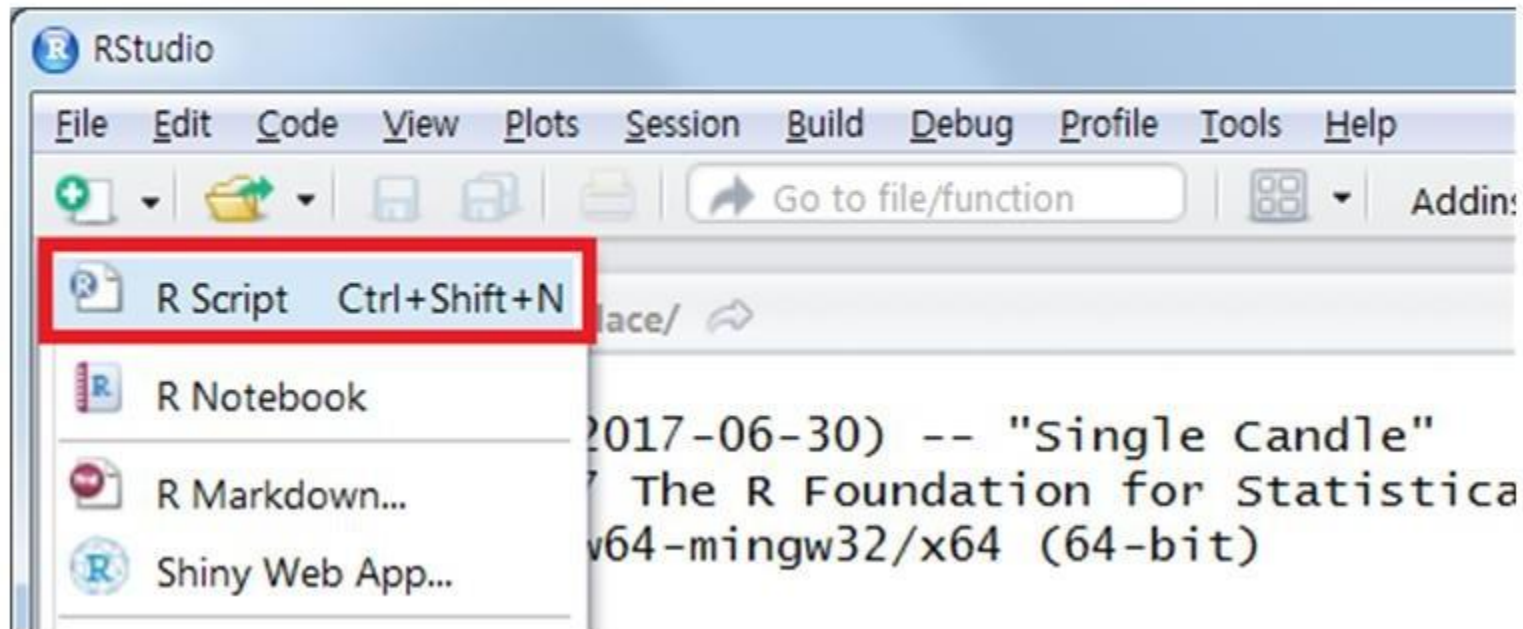 RStudio
File Edit Code View Plots Session Build Debug Profile Tools Help
Go to file/function Addins
R Script Ctrl+Shift+N
lace/
R Notebook
2017-06-30) -- "Single Candle"
R Markdown...
7 The R Foundation for Statistica
w64-mingw32/x64 (64-bit)
Shiny Web App...